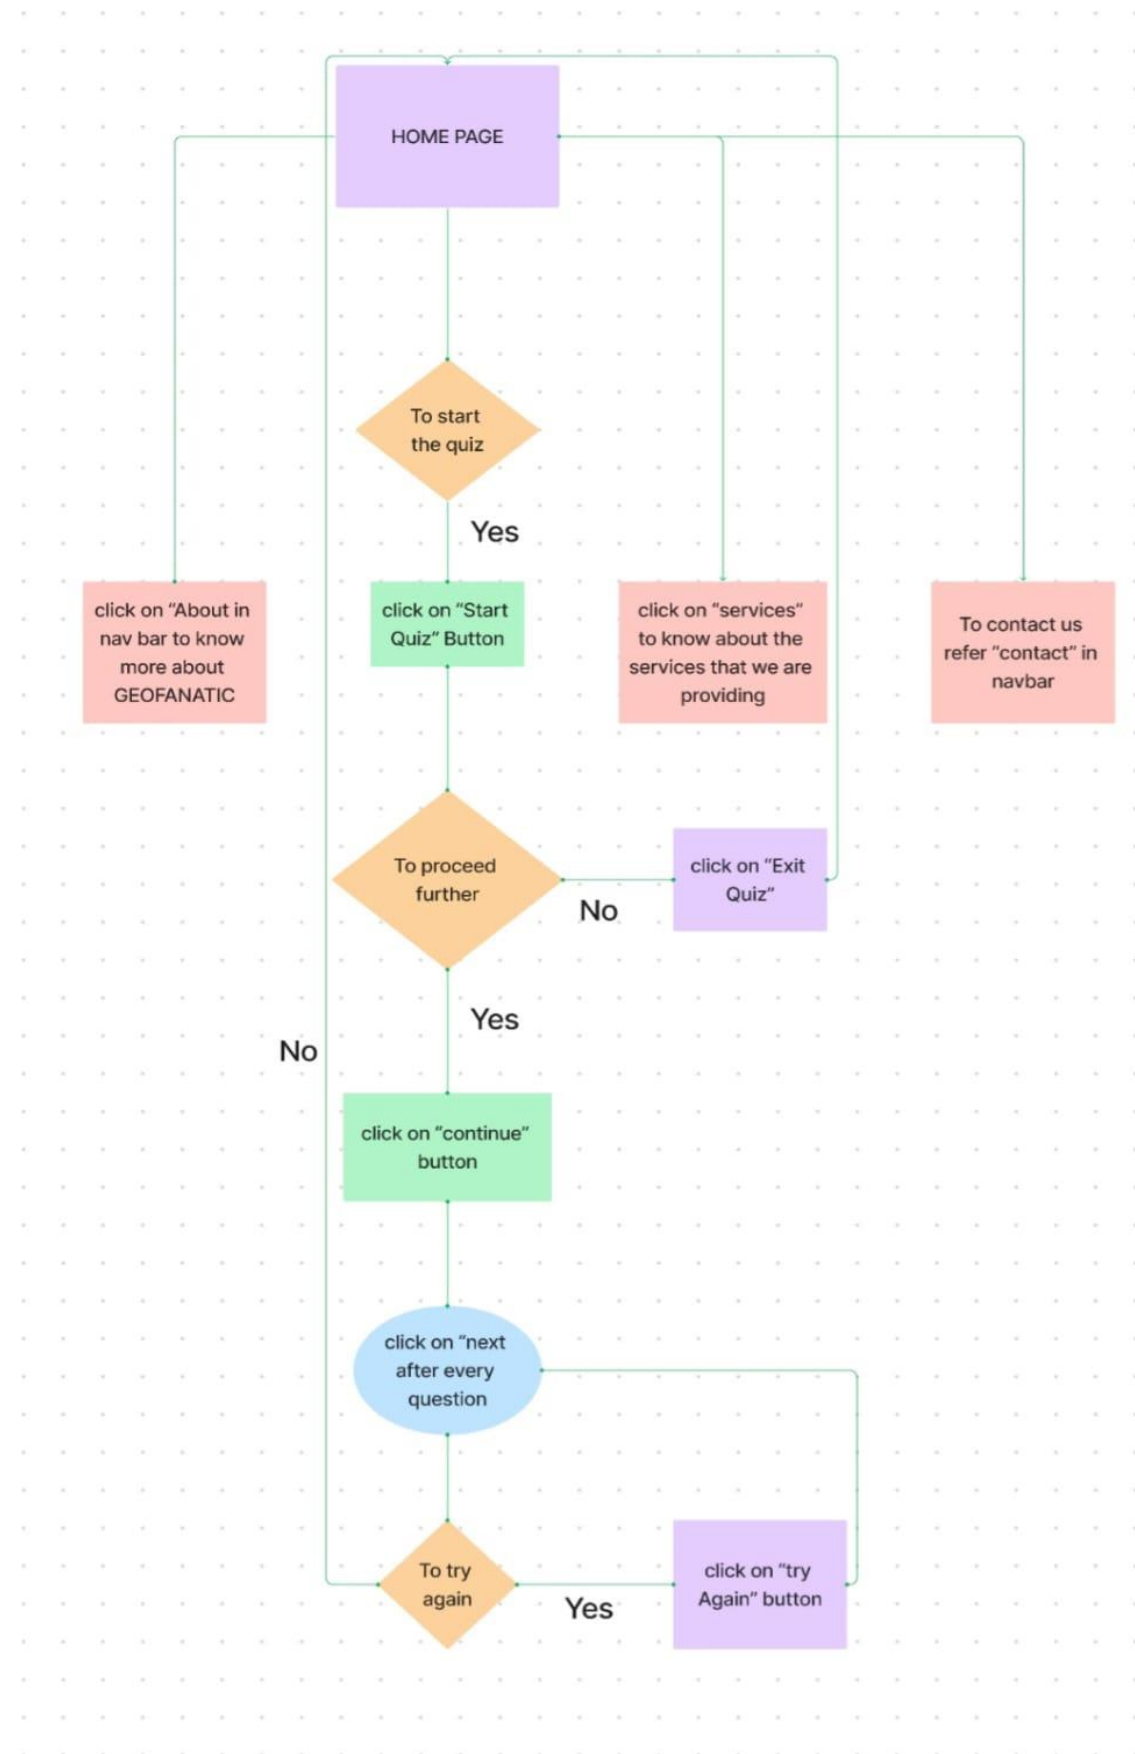 HOME PAGE
To start
the quiz
Yes
click on “About in
nav bar to know
more about
GEOFANATIC
click on “Start
Quiz” Button
click on “services”
to know about the
services that we are
providing
To contact us
refer “contact” in
navbar
To proceed
further
No
click on “Exit
Quiz”
Yes
No
click on “continue”
button
click on “next
after every
question
To try
again
Yes
click on “try
Again” button